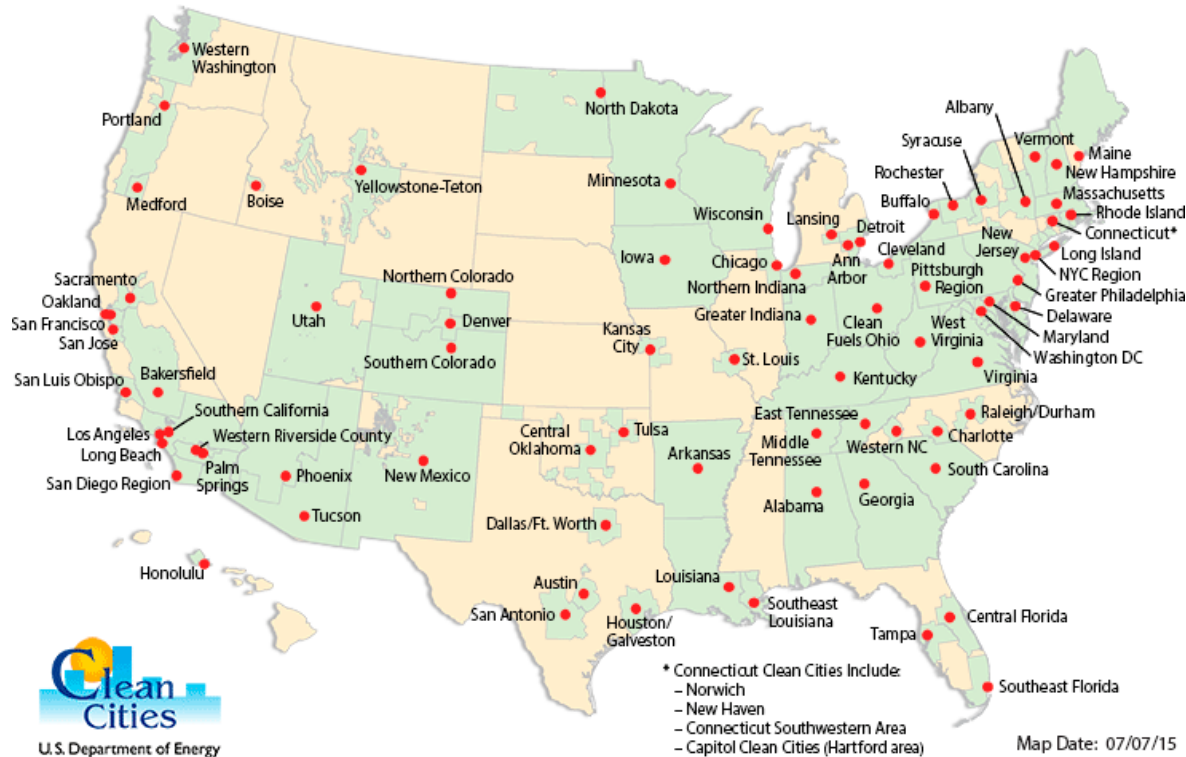 Western
Washington
Portland
Medford
Boise
Yellowstone-Teton
North Dakota
Minnesota
Wisconsin
Iowa
Chicago
Northern Indiana
Greater Indiana
Lansing
Detroit
Ann
Arbor
Cleveland
Buffalo
Rochester
Syracuse
Albany
Vermont
Maine
New Hampshire
Massachusetts
Rhode Island
Connecticut*
Long Island
NYC Region
New
Jersey
Greater Philadelphia
Delaware
Maryland
Washington DC
Pittsburgh
Region
West
Virginia
Virginia
Clean
Fuels Ohio
Kentucky
Sacramento
Oakland
San Francisco
San Jose
San Luis Obispo
Bakersfield
Southern California
Los Angeles
Long Beach
Western Riverside County
Palm
Springs
San Diego Region
Utah
Northern Colorado
Denver
Southern Colorado
Kansas
City
St. Louis
Phoenix
Tucson
New Mexico
Central
Oklahoma
Tulsa
Arkansas
East Tennessee
Middle
Tennessee
Western NC
Charlotte
Raleigh/Durham
South Carolina
Georgia
Alabama
Dallas/Ft. Worth
Austin
San Antonio
Houston/
Galveston
Louisiana
Southeast
Louisiana
Central Florida
Tampa
Southeast Florida
Honolulu
Clean
Cities
U.S. Department of Energy
* Connecticut Clean Cities Include:
– Norwich
– New Haven
– Connecticut Southwestern Area
– Capitol Clean Cities (Hartford area)
Map Date: 07/07/15